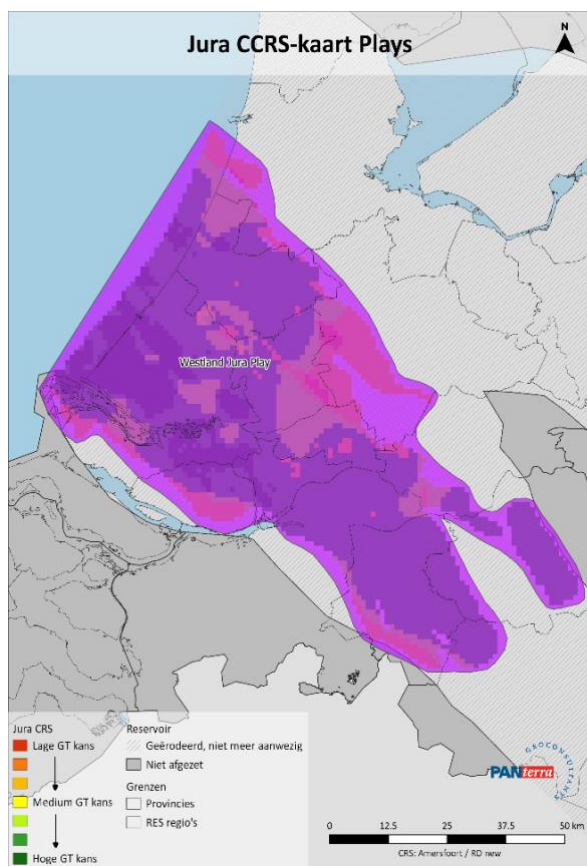 Jura CCRS-kaart Plays
N
Westland Jura Play
Jura CRS
Lage GT kans
Medium GT kans
Hoge GT kans
Reservoir
Geërodeerd, niet meer aanwezig
Niet afgezet
Grenzen
Provincies
RES regio's
PANterra
GEOCONSULTANTS
0 12.5 25 37.5 50 km
CRS: Amersfoort / RD new